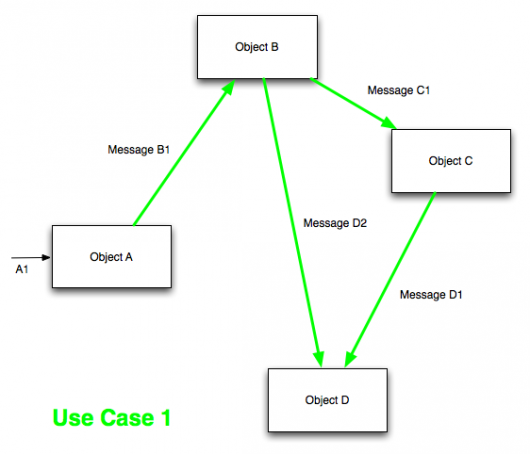 Object B
Message C1
Message B1
Object C
Message D2
Object A
A1
Message D1
Object D
Use Case 1